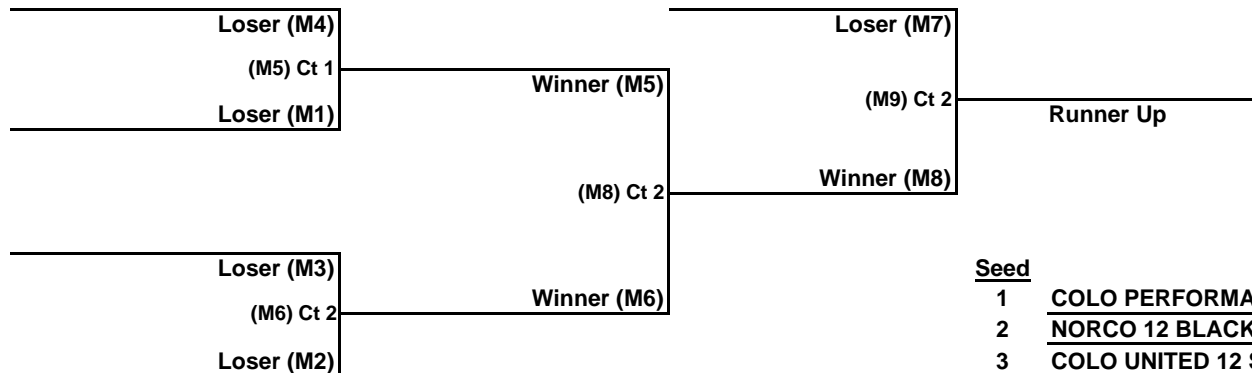 Loser (M4)
Loser (M7)
(M5) Ct 1
Winner (M5)
(M9) Ct 2
Loser (M1)
Runner Up
Winner (M8)
(M8) Ct 2
Loser (M3)
Seed
Winner (M6)
1 COLO PERFORMA
(M6) Ct 2
2 NORCO 12 BLACK
Loser (M2)
3 COLO UNITED 12 S